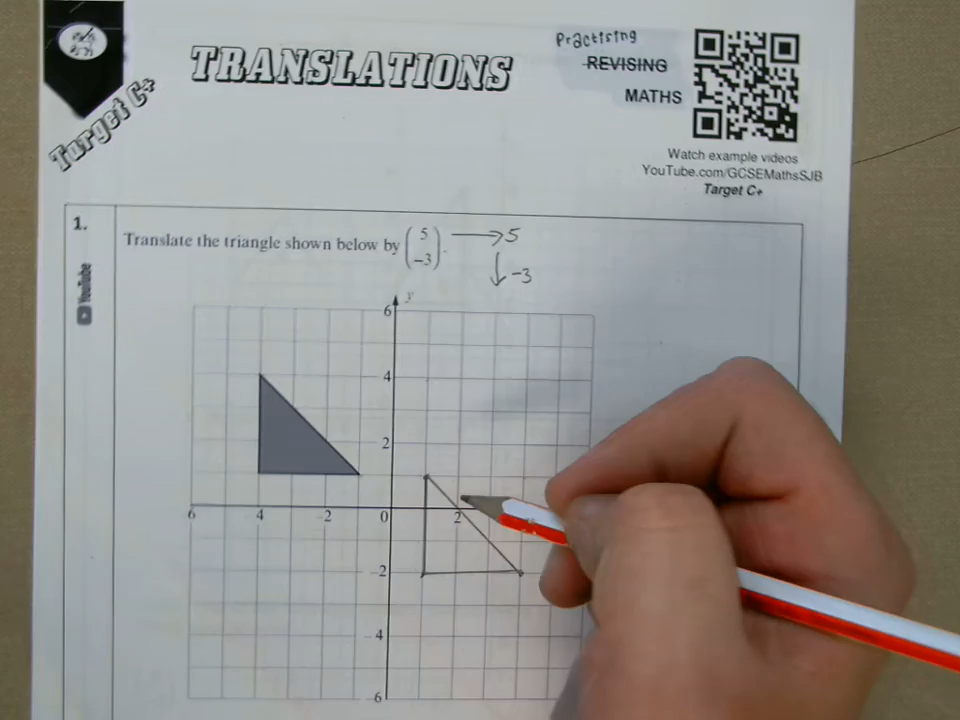 Target C+
TRANSLATIONS
Practising
REVISING
MATHS
Watch example videos
YouTube.com/GCSEMathsSJB
Target C+
1.
YouTube
Translate the triangle shown below by (5
-3). → 5
↓ -3
y
6
4
2
6 4 -2 0 2
-2
4
6